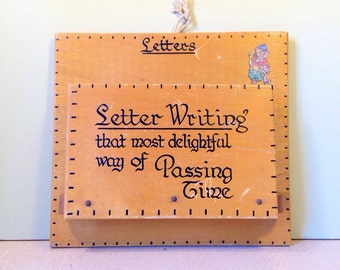 Letters
Letter Writing
that most delightful
way of Passing
Time